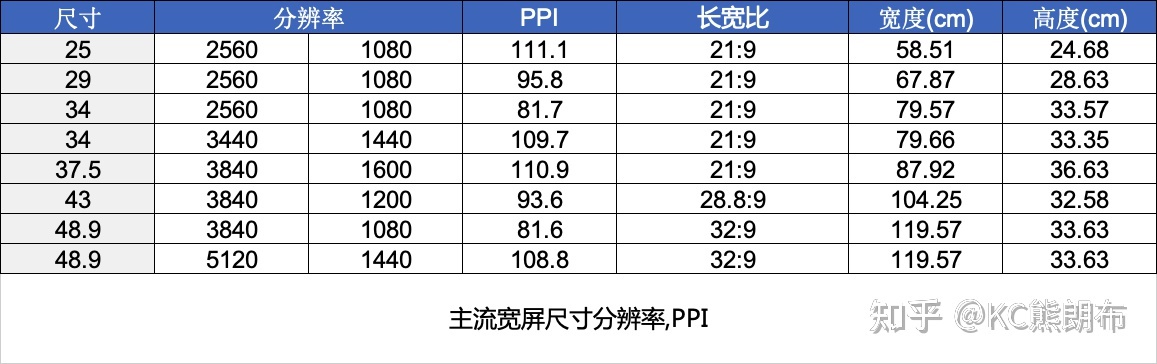 尺寸 分辨率 PPI 长宽比 宽度(cm) 高度(cm)
25 2560 1080 111.1 21:9 58.51 24.68
29 2560 1080 95.8 21:9 67.87 28.63
34 2560 1080 81.7 21:9 79.57 33.57
34 3440 1440 109.7 21:9 79.66 33.35
37.5 3840 1600 110.9 21:9 87.92 36.63
43 3840 1200 93.6 28.8:9 104.25 32.58
48.9 3840 1080 81.6 32:9 119.57 33.63
48.9 5120 1440 108.8 32:9 119.57 33.63
主流宽屏尺寸分辨率,PPI
知乎 @KC熊朗布